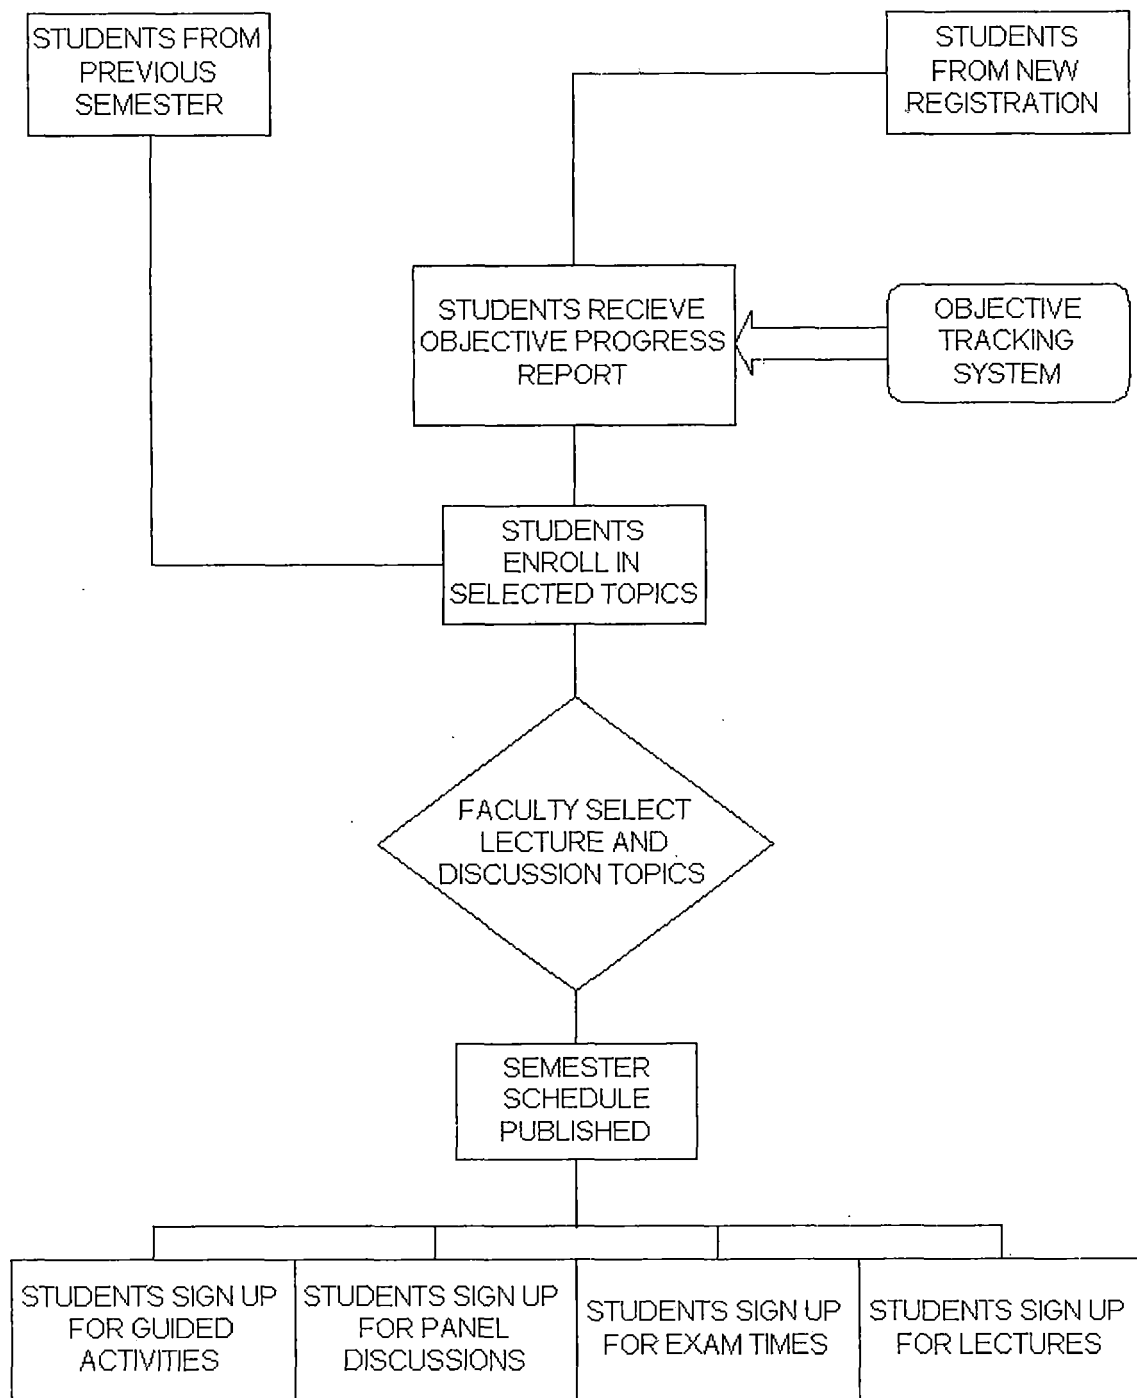 STUDENTS FROM
PREVIOUS
SEMESTER
STUDENTS
FROM NEW
REGISTRATION
STUDENTS RECIEVE
OBJECTIVE PROGRESS
REPORT
OBJECTIVE
TRACKING
SYSTEM
STUDENTS
ENROLL IN
SELECTED TOPICS
FACULTY SELECT
LECTURE AND
DISCUSSION TOPICS
SEMESTER
SCHEDULE
PUBLISHED
STUDENTS SIGN UP
FOR GUIDED
ACTIVITIES
STUDENTS SIGN UP
FOR PANEL
DISCUSSIONS
STUDENTS SIGN UP
FOR EXAM TIMES
STUDENTS SIGN UP
FOR LECTURES